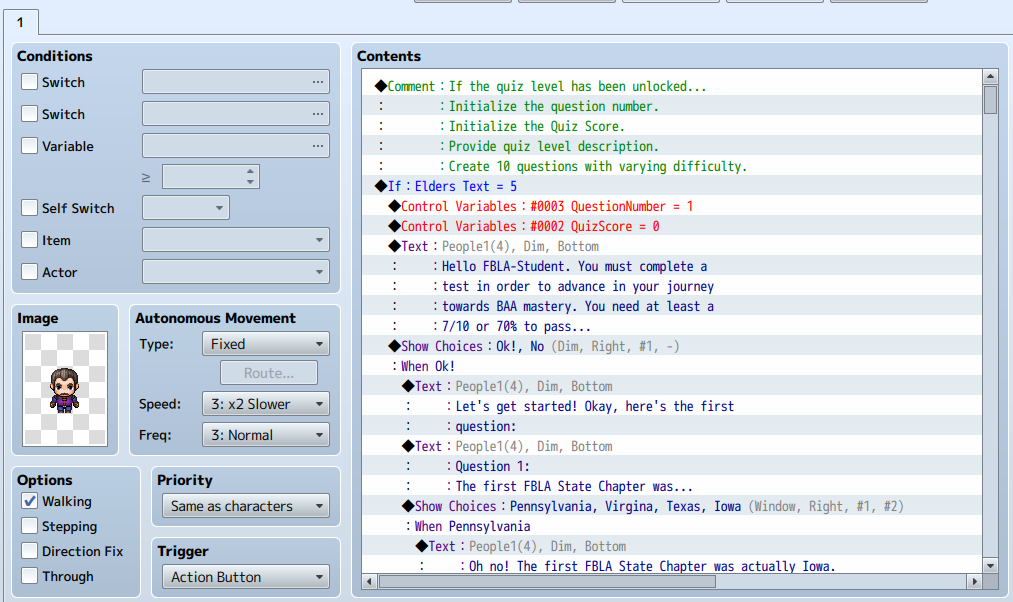 1
Conditions
Switch ...
Switch ...
Variable ...
≥
Self Switch
Item
Actor
Image
Autonomous Movement
Type: Fixed
Route...
Speed: 3: x2 Slower
Freq: 3: Normal
Options
Walking
Stepping
Direction Fix
Through
Priority
Same as characters
Trigger
Action Button
Contents
◆Comment：If the quiz level has been unlocked...
：　　　：Initialize the question number.
：　　　：Initialize the Quiz Score.
：　　　：Provide quiz level description.
：　　　：Create 10 questions with varying difficulty.
◆If：Elders Text = 5
◆Control Variables：#0003 QuestionNumber = 1
◆Control Variables：#0002 QuizScore = 0
◆Text：People1(4), Dim, Bottom
：　　：Hello FBLA-Student. You must complete a
：　　：test in order to advance in your journey
：　　：towards BAA mastery. You need at least a
：　　：7/10 or 70% to pass...
◆Show Choices：Ok!, No (Dim, Right, #1, -)
：When Ok!
◆Text：People1(4), Dim, Bottom
：　　：Let's get started! Okay, here's the first
：　　：question:
◆Text：People1(4), Dim, Bottom
：　　：Question 1:
：　　：The first FBLA State Chapter was...
◆Show Choices：Pennsylvania, Virgina, Texas, Iowa (Window, Right, #1, #2)
：When Pennsylvania
◆Text：People1(4), Dim, Bottom
：　　：Oh no! The first FBLA State Chapter was actually Iowa.